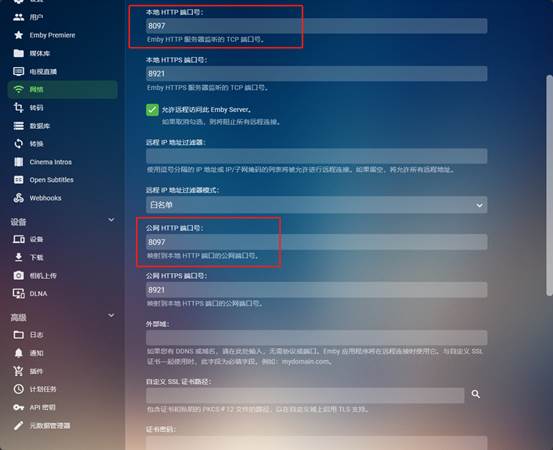 用户
Emby Premiere
媒体库
电视直播
网络
转码
数据库
转换
Cinema Intros
Open Subtitles
Webhooks
设备
设备
下载
相机上传
DLNA
高级
日志
通知
插件
计划任务
API 密钥
元数据管理器
本地 HTTP 端口号:
8097
Emby HTTP 服务器监听的 TCP 端口号。
本地 HTTPS 端口号:
8921
Emby HTTPS 服务器监听的 TCP 端口号。
允许远程访问此 Emby Server。
如果取消勾选，则将阻止所有远程连接。
远程 IP 地址过滤器:
使用逗号分隔的 IP 地址或 IP/子网掩码的列表将被允许进行远程连接。如果留空，将允许所有远程地址。
远程 IP 地址过滤器模式:
白名单
公网 HTTP 端口号:
8097
映射到本地 HTTP 端口的公网端口号。
公网 HTTPS 端口号:
8921
映射到本地 HTTPS 端口的公网端口号。
外部域:
如果您有 DDNS 或域名，请在此处输入，无需协议或端口。Emby 应用程序将在远程连接时使用它。与自定义 SSL
证书一起使用时，此字段为必填字段。例如: mydomain.com。
自定义 SSL 证书路径:
包含证书和私钥的 PKCS #12 文件的路径，以在自定义域上启用 TLS 支持。
证书密码: